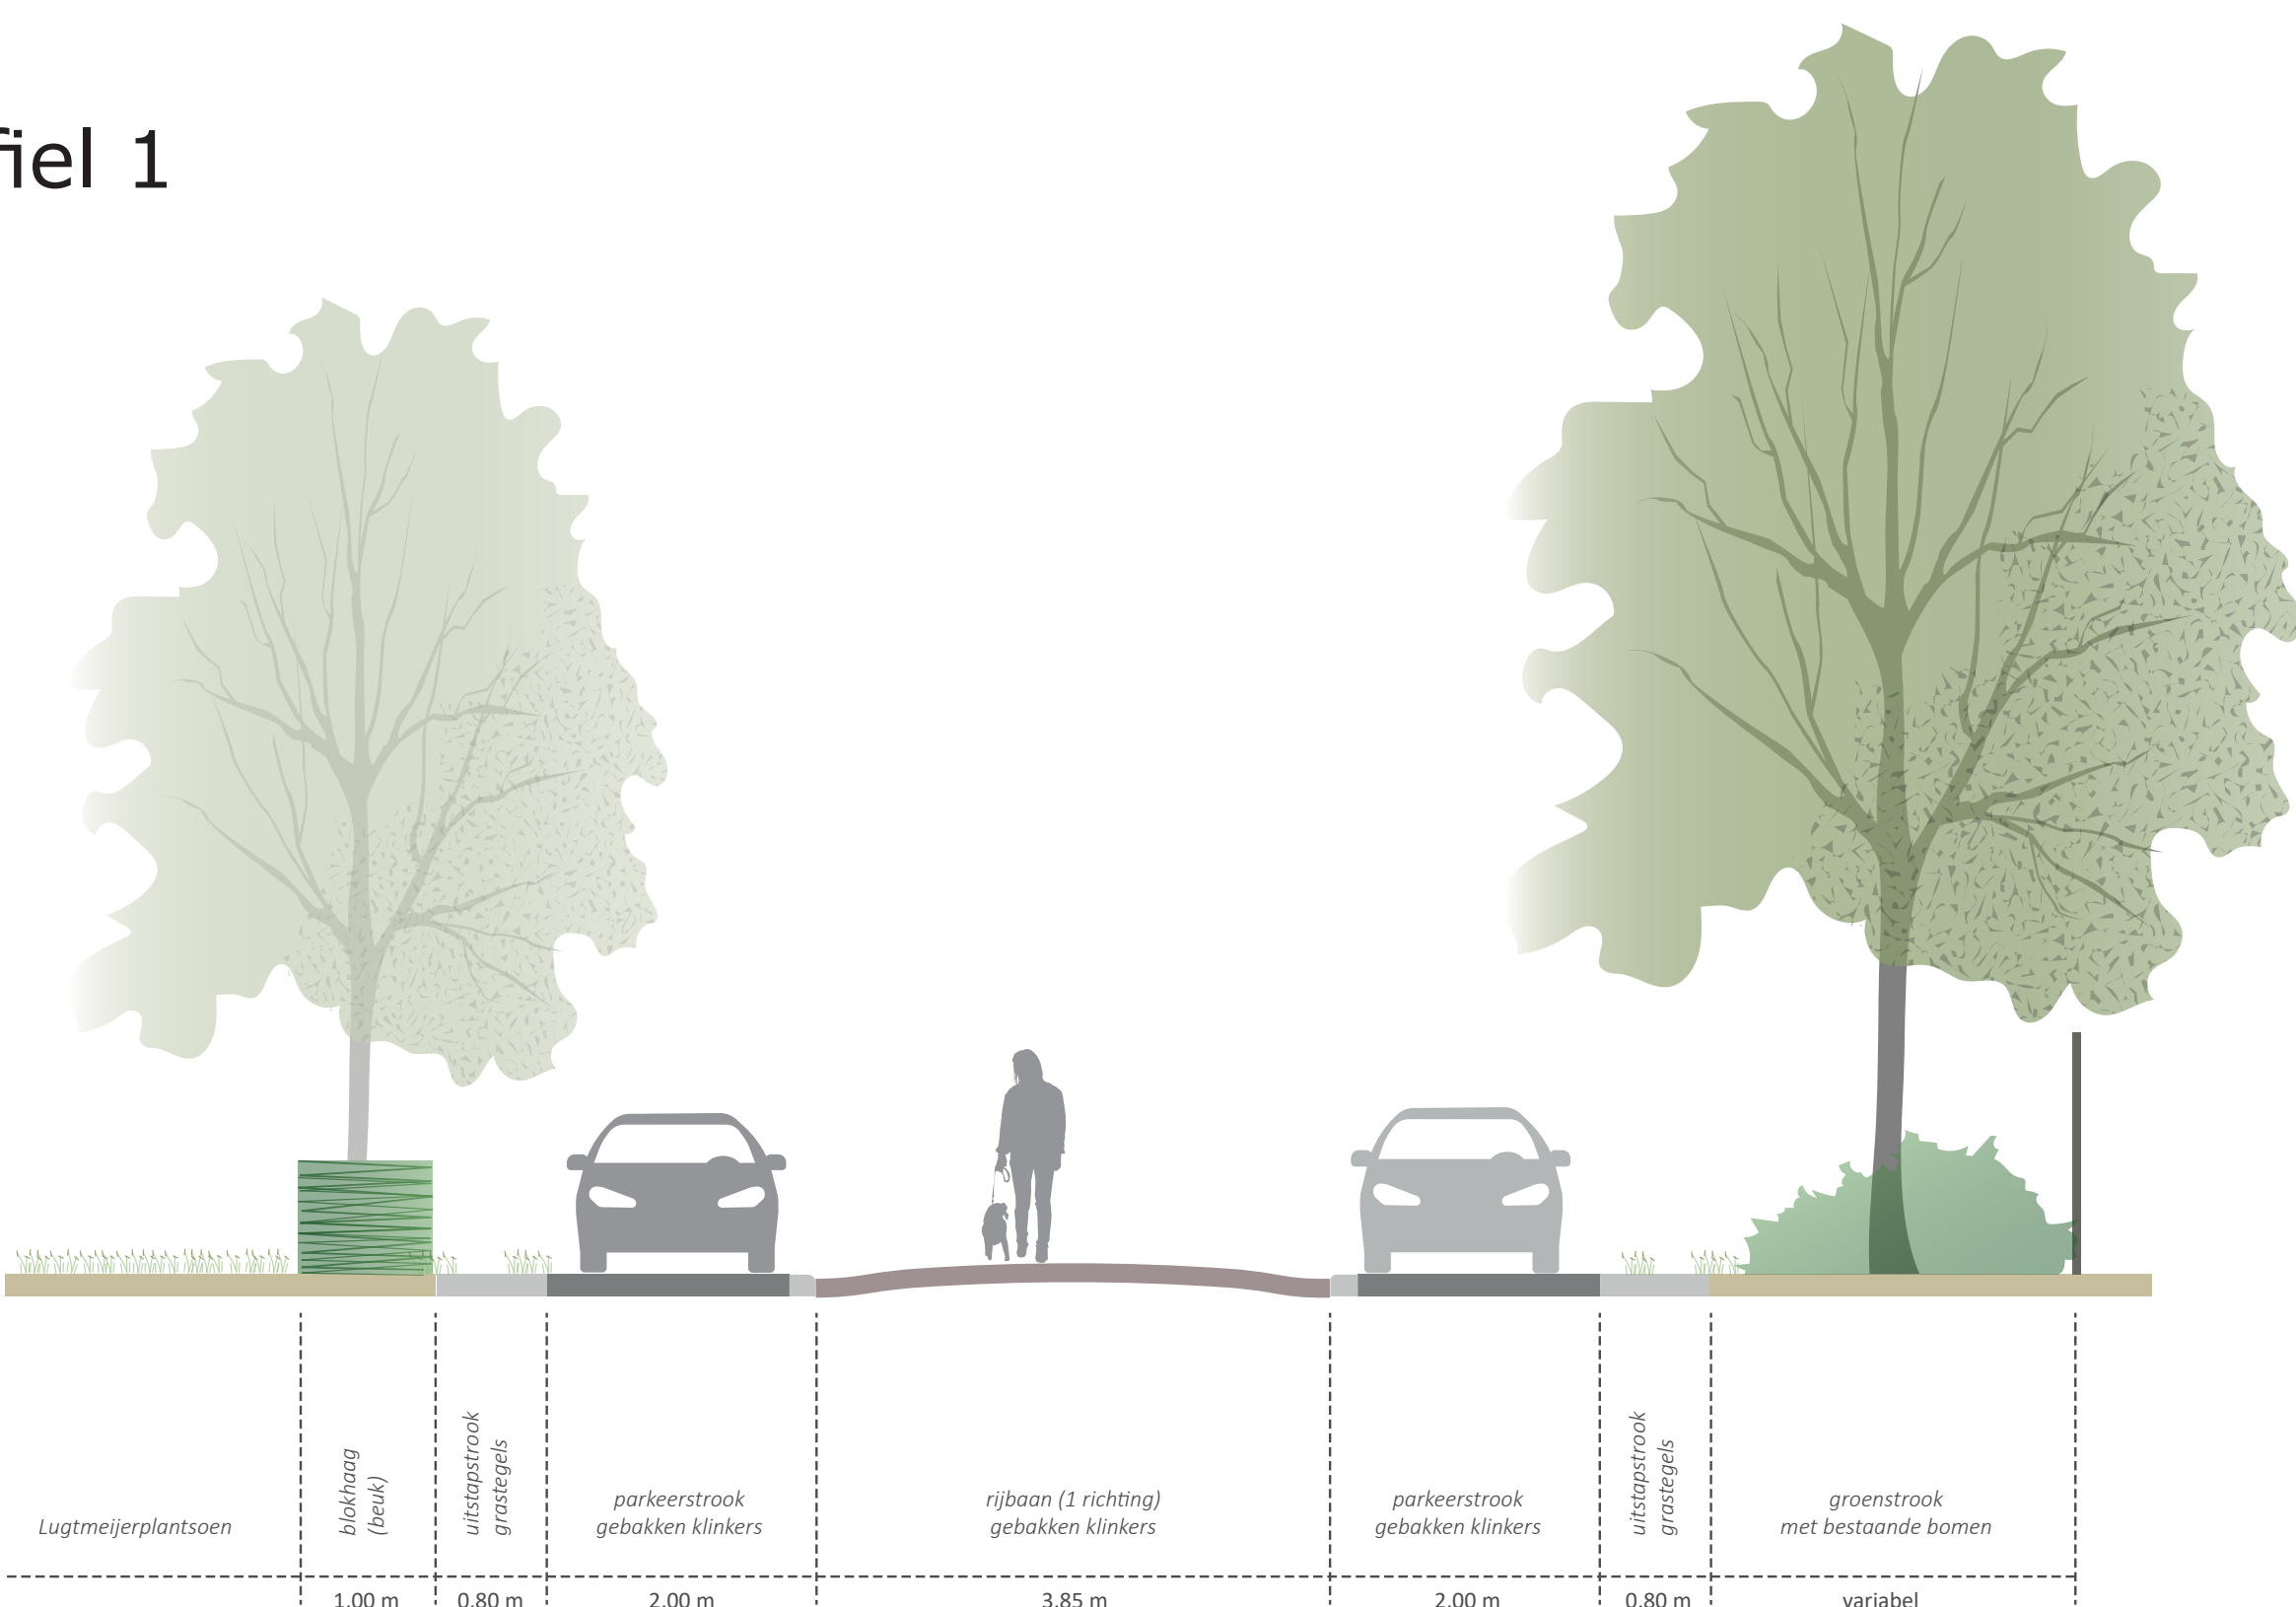 fiel 1
Lugtmeijerplantsoen
blokhaag
(beuk)
uitstapstrook
grastegels
parkeerstrook
gebakken klinkers
rijbaan (1 richting)
gebakken klinkers
parkeerstrook
gebakken klinkers
uitstapstrook
grastegels
groenstrook
met bestaande bomen
1.00 m
0.80 m
2.00 m
3.85 m
2.00 m
0.80 m
variabel